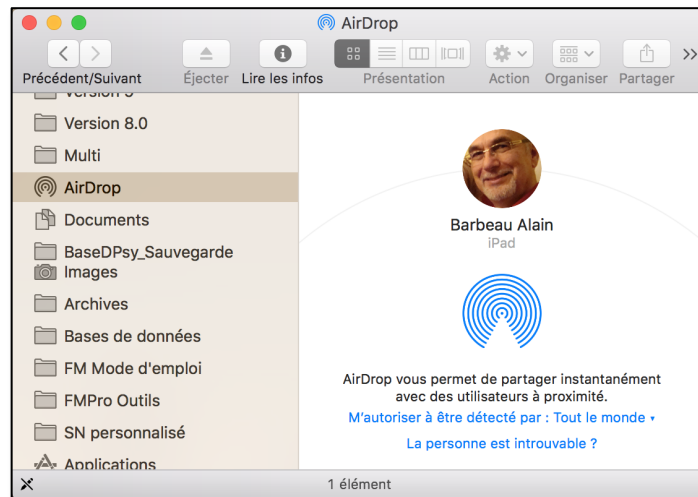 AirDrop
Précédent/Suivant
Éjecter
Lire les infos
Présentation
Action
Organiser
Partager
Version 8.0
Multi
AirDrop
Documents
BaseDPsy_Sauvegarde
Images
Archives
Bases de données
FM Mode d'emploi
FMPro Outils
SN personnalisé
Applications
Barbeau Alain
iPad
AirDrop vous permet de partager instantanément
avec des utilisateurs à proximité.
M'autoriser à être détecté par : Tout le monde
La personne est introuvable ?
1 élément